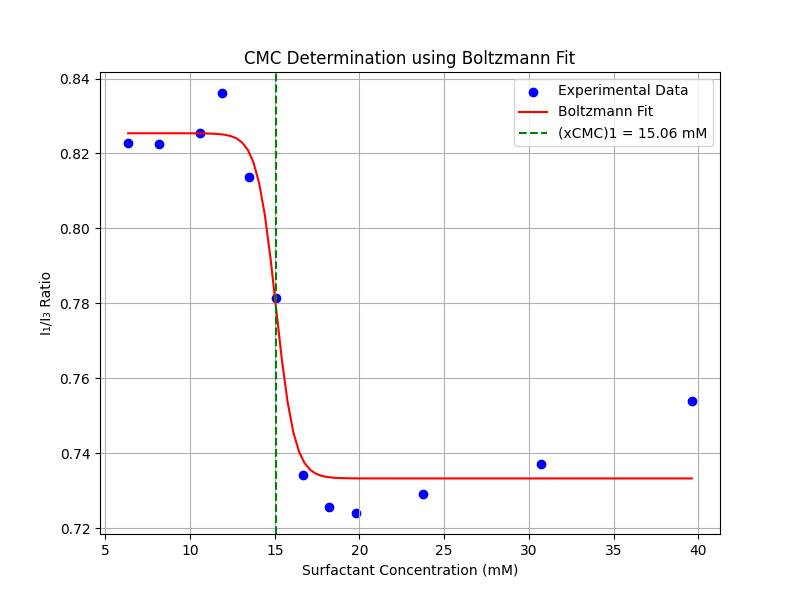 CMC Determination using Boltzmann Fit
Experimental Data
Boltzmann Fit
(xCMC)1 = 15.06 mM
I₁/I₃ Ratio
0.84
0.82
0.80
0.78
0.76
0.74
0.72
5 10 15 20 25 30 35 40
Surfactant Concentration (mM)